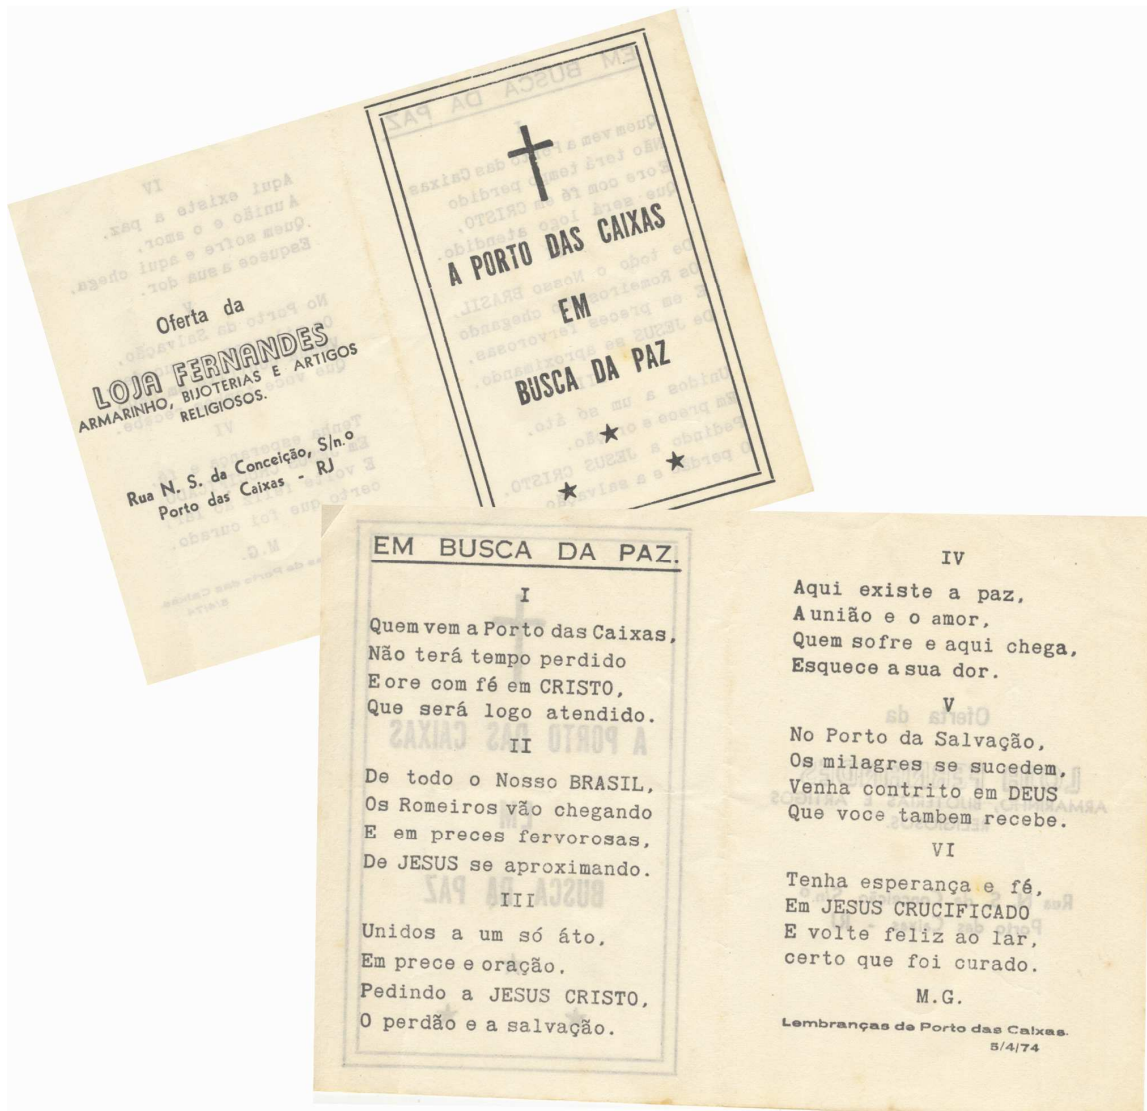 A PORTO DAS CAIXAS
EM
BUSCA DA PAZ
Oferta da
LOJA FERNANDES
ARMARINHO, BIJOTERIAS E ARTIGOS
RELIGIOSOS.
Rua N. S. da Conceição, S/n.º
Porto das Caixas - RJ
EM BUSCA DA PAZ.
I
Quem vem a Porto das Caixas,
Não terá tempo perdido
E ore com fé em CRISTO,
Que será logo atendido.
II
De todo o Nosso BRASIL,
Os Romeiros vão chegando
E em preces fervorosas,
De JESUS se aproximando.
III
Unidos a um só áto,
Em prece e oração.
Pedindo a JESUS CRISTO,
O perdão e a salvação.
IV
Aqui existe a paz,
A união e o amor,
Quem sofre e aqui chega,
Esquece a sua dor.
V
No Porto da Salvação,
Os milagres se sucedem,
Venha contrito em DEUS
Que voce tambem recebe.
VI
Tenha esperança e fé,
Em JESUS CRUCIFICADO
E volte feliz ao lar,
certo que foi curado.
M.G.
Lembranças de Porto das Caixas.
5/4/74